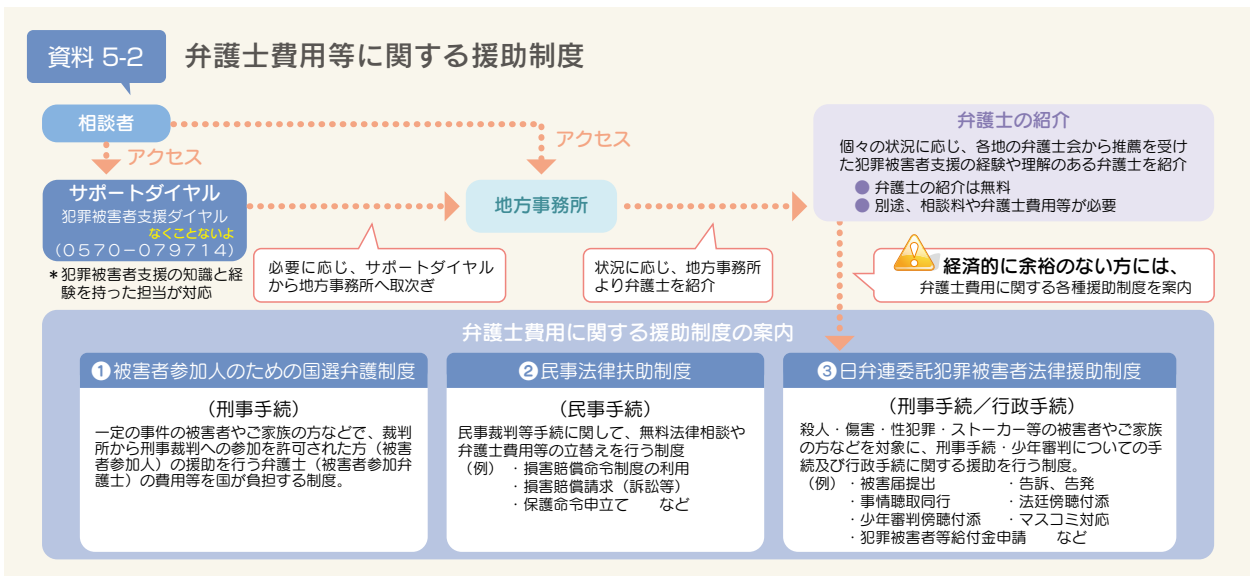 資料 5-2
弁護士費用等に関する援助制度
相談者
アクセス
アクセス
サポートダイヤル
犯罪被害者支援ダイヤル
なくことないよ
(0570-079714)
*犯罪被害者支援の知識と経
験を持った担当が対応
必要に応じ、サポートダイヤル
から地方事務所へ取次ぎ
地方事務所
状況に応じ、地方事務所
より弁護士を紹介
弁護士の紹介
個々の状況に応じ、各地の弁護士会から推薦を受け
た犯罪被害者支援の経験や理解のある弁護士を紹介
● 弁護士の紹介は無料
● 別途、相談料や弁護士費用等が必要
経済的に余裕のない方には、
弁護士費用に関する各種援助制度を案内
弁護士費用に関する援助制度の案内
❶被害者参加人のための国選弁護制度
(刑事手続)
一定の事件の被害者やご家族の方などで、裁判
所から刑事裁判への参加を許可された方(被害
者参加人)の援助を行う弁護士(被害者参加弁
護士)の費用等を国が負担する制度。
❷民事法律扶助制度
(民事手続)
民事裁判等手続に関して、無料法律相談や
弁護士費用等の立替えを行う制度
(例) ・損害賠償命令制度の利用
・損害賠償請求(訴訟等)
・保護命令申立て など
❸日弁連委託犯罪被害者法律援助制度
(刑事手続/行政手続)
殺人・傷害・性犯罪・ストーカー等の被害者やご家族
の方などを対象に、刑事手続・少年審判についての手
続及び行政手続に関する援助を行う制度。
(例) ・被害届提出 ・告訴、告発
・事情聴取同行 ・法廷傍聴付添
・少年審判傍聴付添 ・マスコミ対応
・犯罪被害者等給付金申請 など